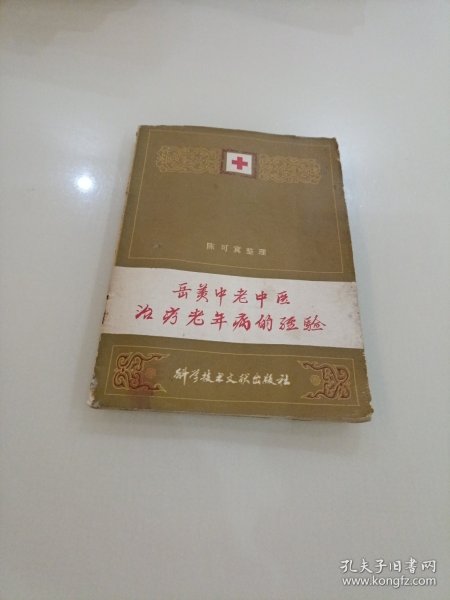 陈可冀整理
岳美中老中医
治疗老年病的经验
科学技术文献出版社
孔夫子旧书网
www.kongfz.com